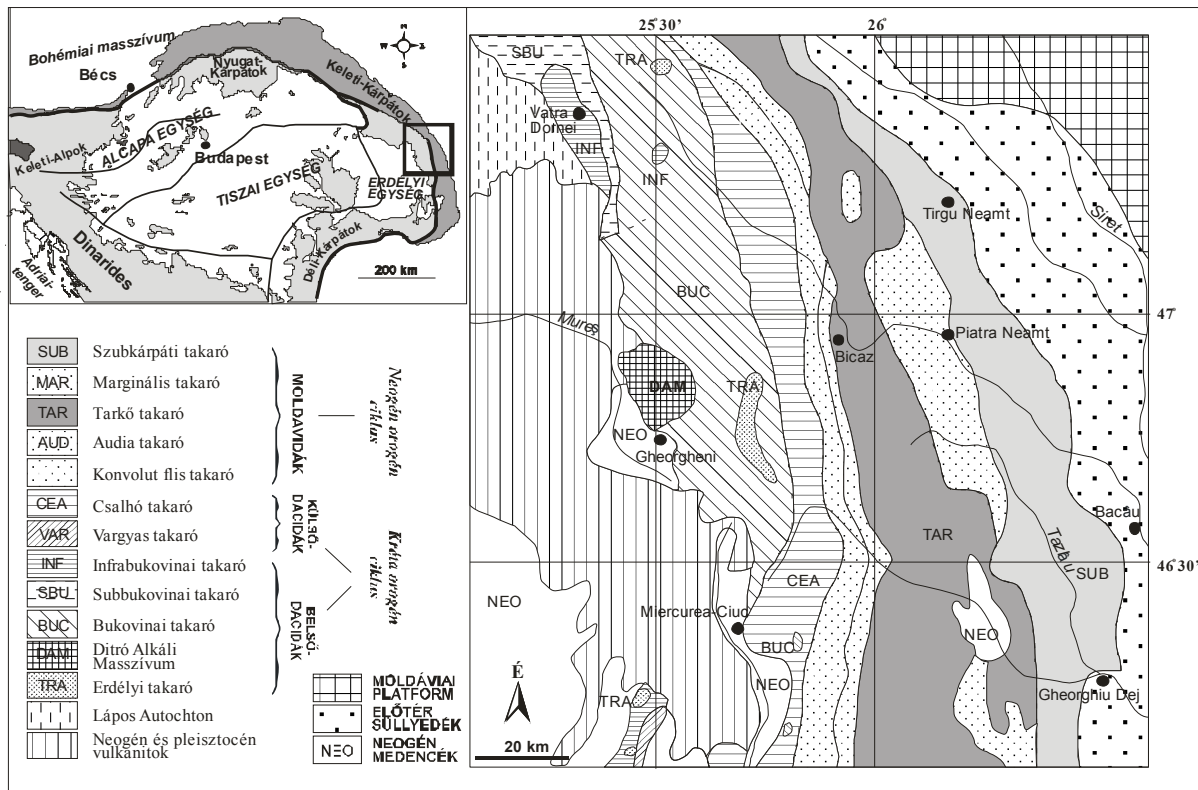 Bohémiai masszívum
Bécs
Nyugat-
Kárpátok
Keleti-Kárpátok
Keleti-Alpok
ALCAPA EGYSÉG
Budapest
TISZAI EGYSÉG
ERDÉLYI
EGYSÉG
Déli-Kárpátok
Dinarides
Adriai-
tenger
200 km
SUB Szubkárpáti takaró
MAR Marginális takaró
TAR Tarkő takaró
AUD Audia takaró
Konvolut flis takaró
CEA Csalhó takaró
VAR Vargyas takaró
INF Infrabukovinai takaró
SBU Subbukovinai takaró
BUC Bukovinai takaró
DAM Ditró Alkáli
Masszívum
TRA Erdélyi takaró
Lápos Autochton
Neogén és pleisztocén
vulkánitok
MOLDAVIDÁK
KÜLSŐ-
DACIDÁK
BELSŐ-
DACIDÁK
Neogén orogén
ciklus
Kréta orogén
ciklus
MOLDÁVIAI
PLATFORM
ELŐTÉR
SÜLLYEDÉK
NEO NEOGÉN
MEDENCÉK
25˚30'
26˚
47˚
46˚30'
SBU
TRA
Vatra
Dornei
INF
INF
Tirgu Neamt
Siret
BUC
Mureş
Bicaz
Piatra Neamt
DAM
TRA
NEO
Gheorgheni
Bacau
TAR
Tazlau
SUB
CEA
NEO
Miercurea-Ciuc
BUC
NEO
NEO
TRA
Gheorghiu Dej
É
20 km